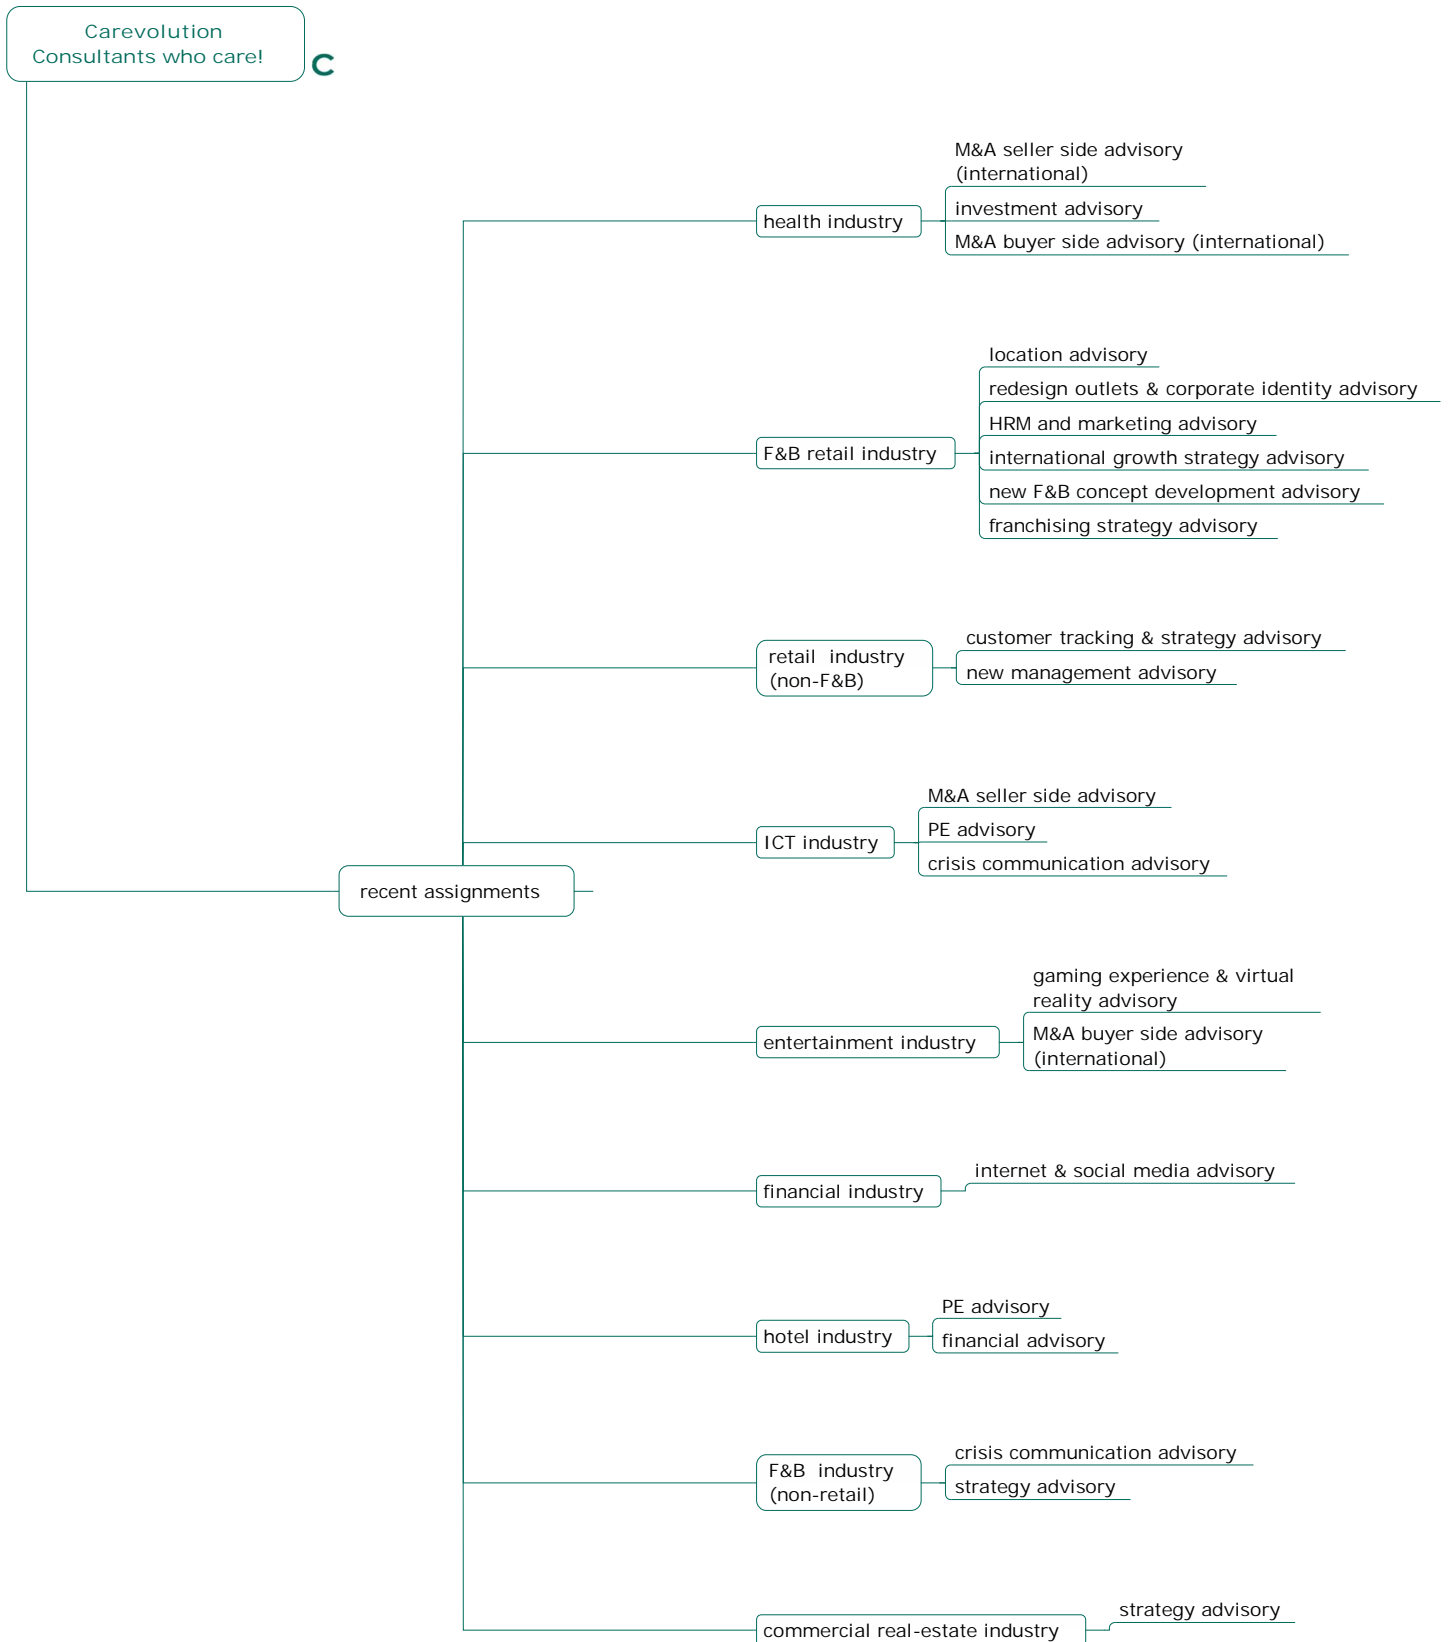 Carevolution
Consultants who care!
C
M&A seller side advisory
(international)
health industry
investment advisory
M&A buyer side advisory (international)
location advisory
redesign outlets & corporate identity advisory
HRM and marketing advisory
F&B retail industry
international growth strategy advisory
new F&B concept development advisory
franchising strategy advisory
customer tracking & strategy advisory
retail industry
(non-F&B)
new management advisory
M&A seller side advisory
PE advisory
ICT industry
crisis communication advisory
recent assignments
gaming experience & virtual
reality advisory
entertainment industry
M&A buyer side advisory
(international)
internet & social media advisory
financial industry
PE advisory
hotel industry
financial advisory
crisis communication advisory
F&B industry
(non-retail)
strategy advisory
strategy advisory
commercial real-estate industry